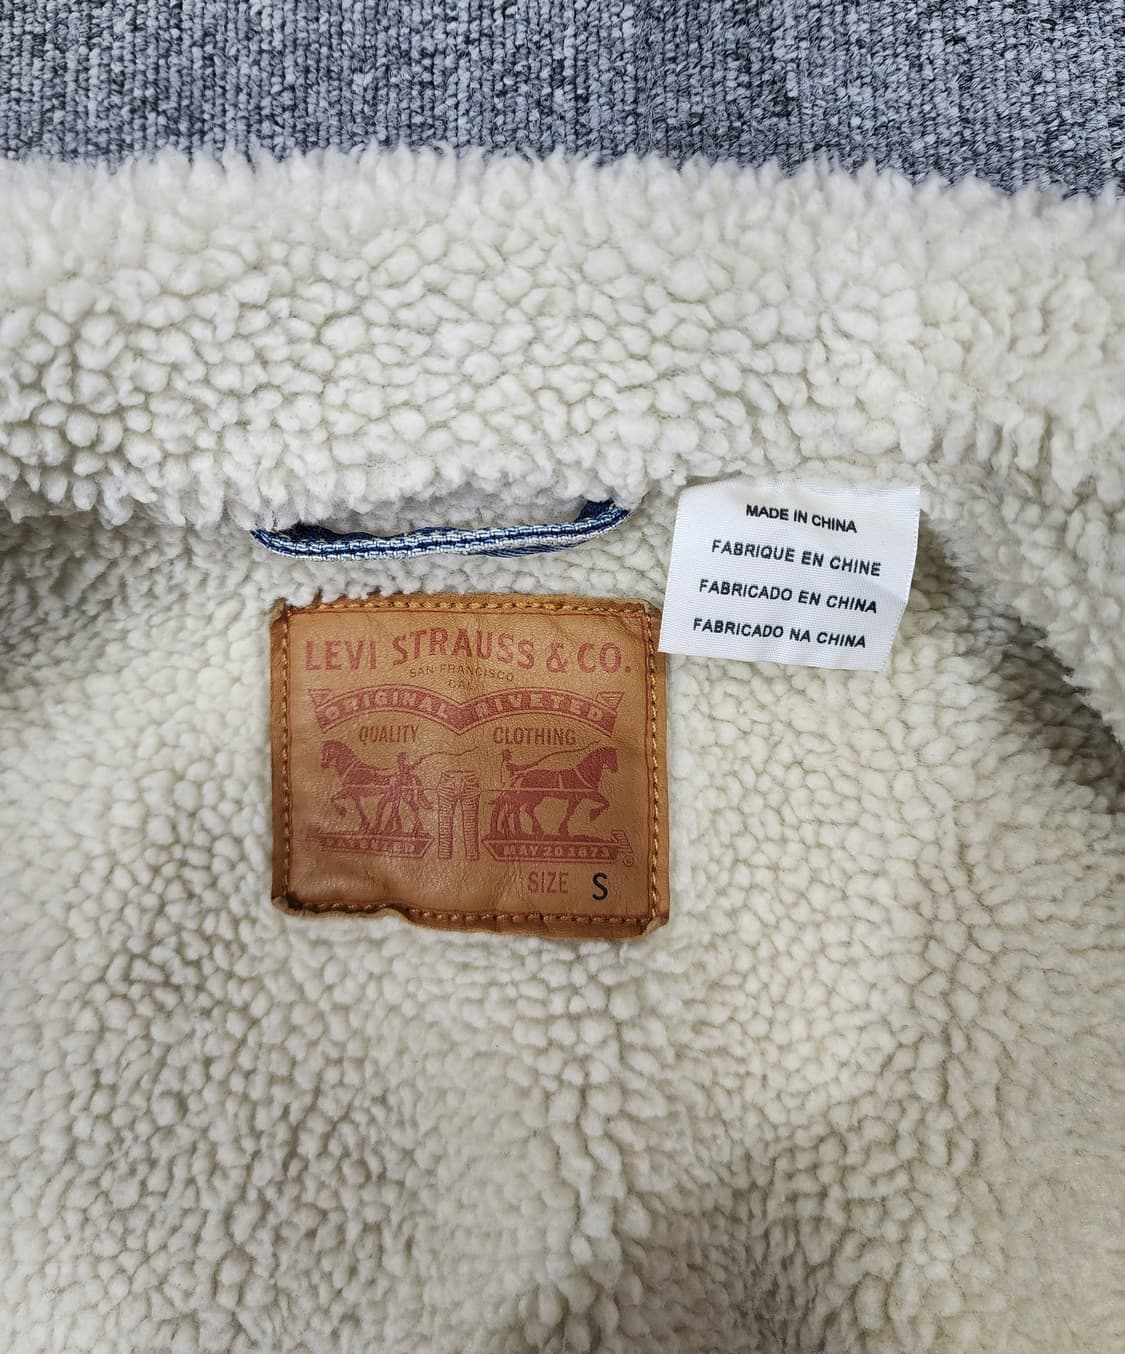 MADE IN CHINA
FABRIQUE EN CHINE
FABRICADO EN CHINA
FABRICADO NA CHINA
LEVI STRAUSS & CO.
SAN FRANCISCO
CAL.
ORIGINAL RIVETED
QUALITY CLOTHING
PATENTED MAY 20 1873
®
SIZE S